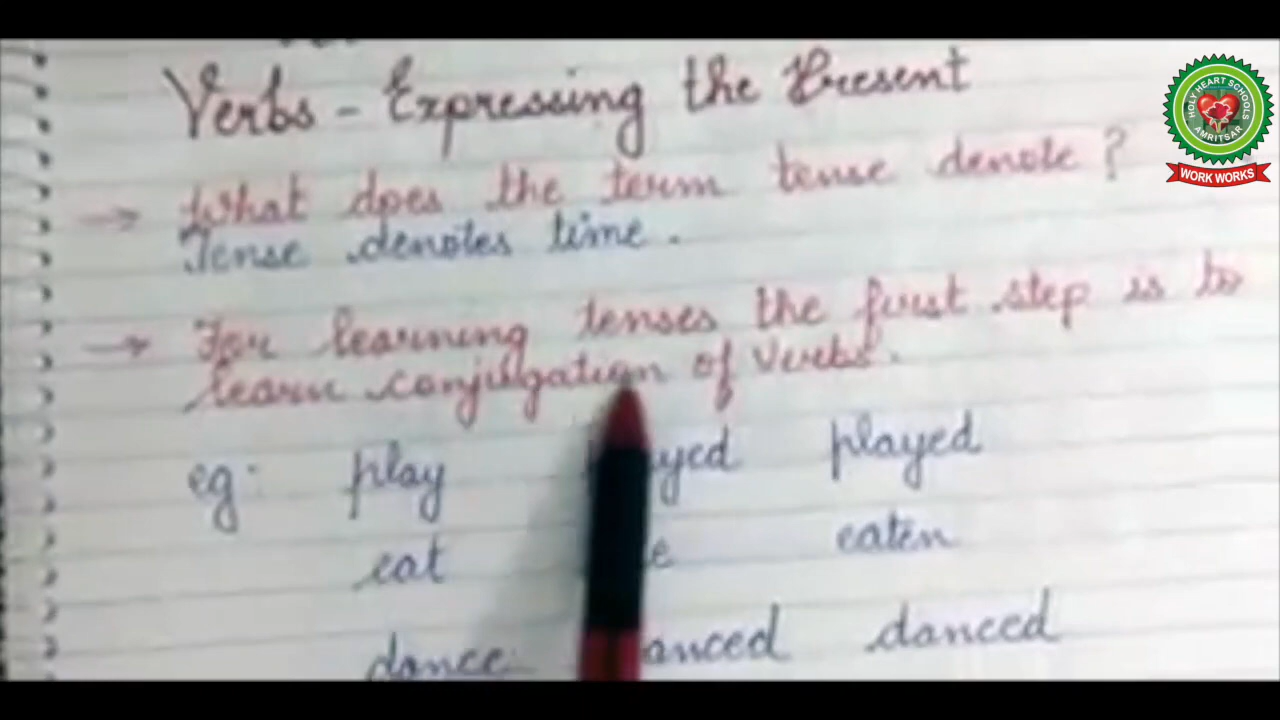 Verbs - Expressing the Present
→ What does the term tense denote?
Tense denotes time.
→ For learning tenses the first step is to
learn conjugation of Verbs.
eg: play yed played
eat e eaten
dance anced danced
HOLY HEART SCHOOLS
AMRITSAR
WORK WORKS